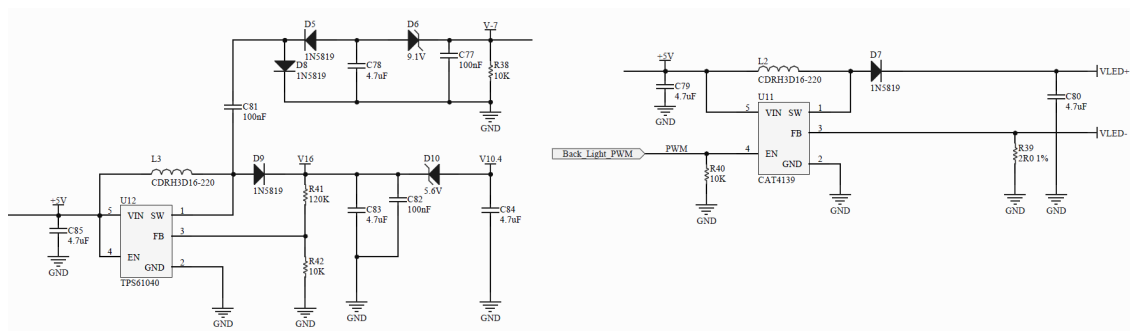 D5
1N5819
D6
9.1V
V-7
D8
1N5819
C78
4.7uF
C77
100nF
R38
10K
C81
100nF
GND
L3
CDRH3D16-220
D9
1N5819
V16
D10
5.6V
V10.4
+5V
U12
5
VIN
SW
1
FB
3
4
EN
GND
2
TPS61040
C85
4.7uF
GND
R41
120K
R42
10K
C83
4.7uF
C82
100nF
C84
4.7uF
GND
GND
GND
GND
+5V
L2
CDRH3D16-220
D7
1N5819
VLED+
C79
4.7uF
GND
U11
5
VIN
SW
1
FB
3
4
EN
GND
2
CAT4139
C80
4.7uF
VLED-
Back_Light_PWM
PWM
R40
10K
R39
2R0 1%
GND
GND
GND
GND